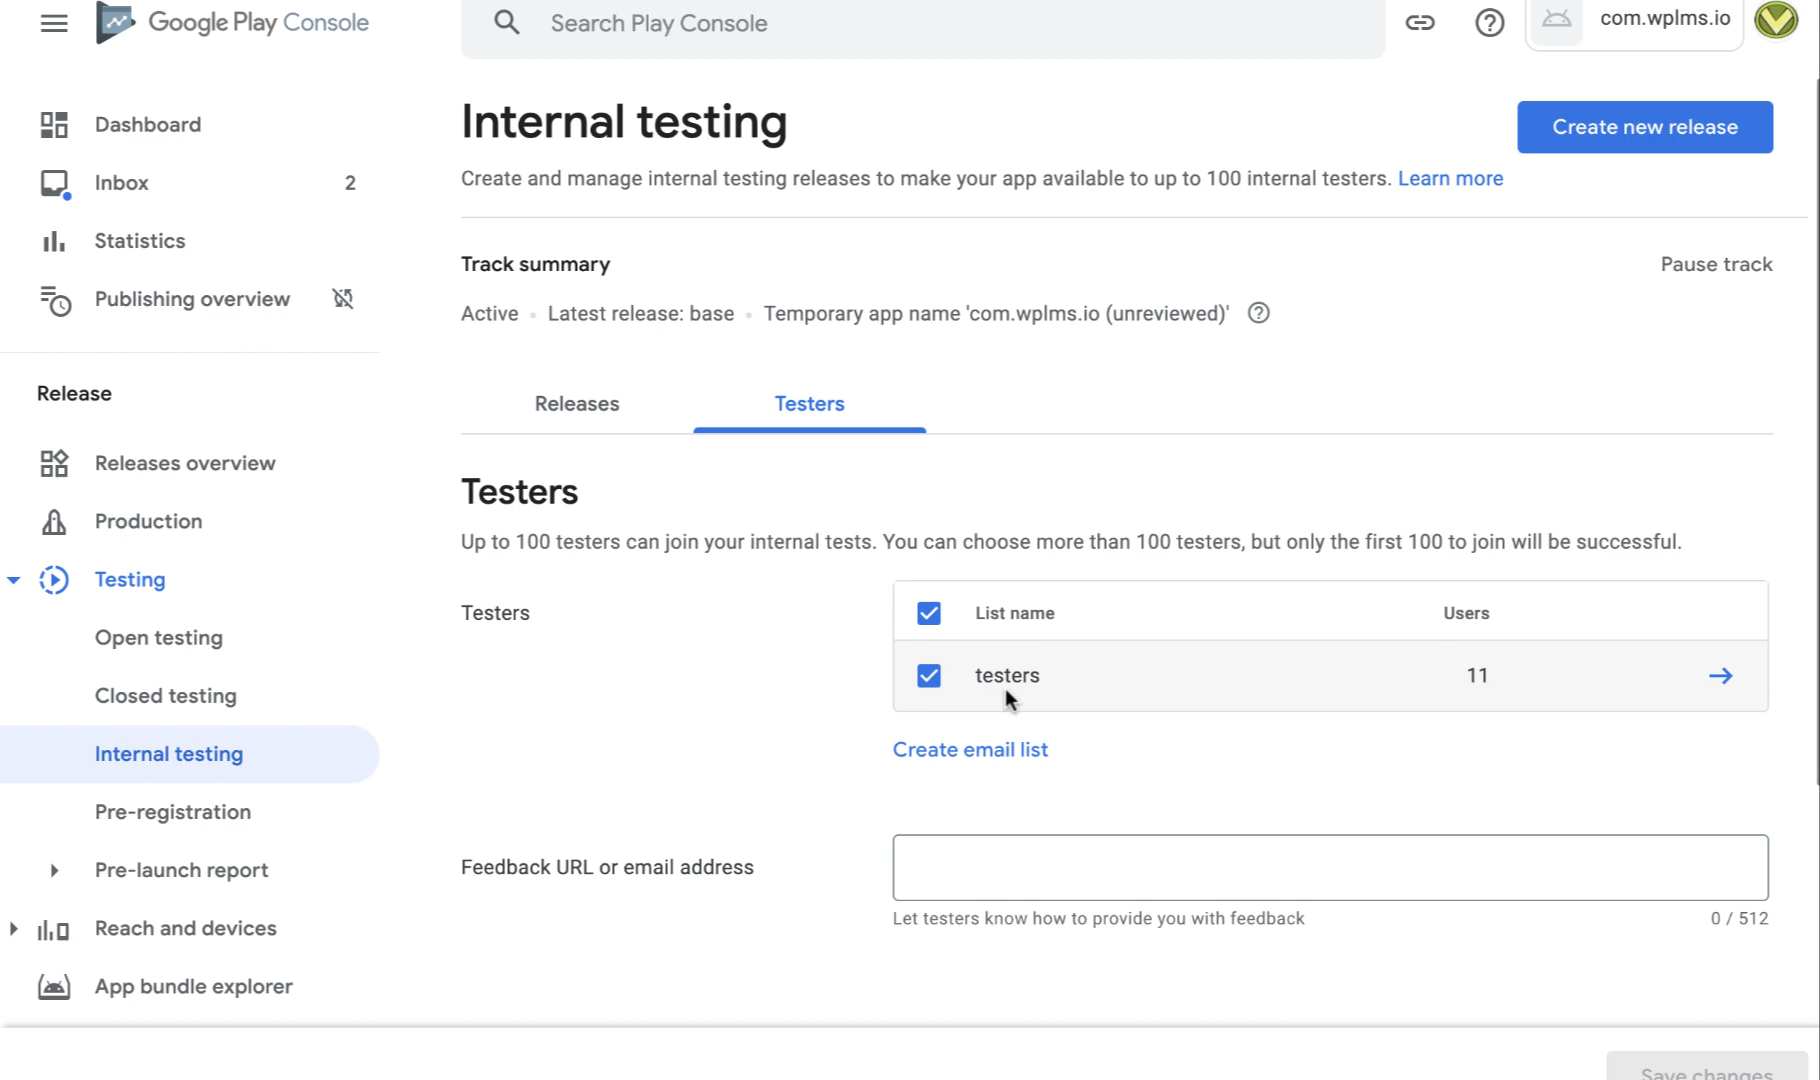 Google Play Console
Search Play Console
com.wplms.io
Dashboard
Inbox 2
Statistics
Publishing overview
Release
Releases overview
Production
Testing
Open testing
Closed testing
Internal testing
Pre-registration
Pre-launch report
Reach and devices
App bundle explorer
Internal testing
Create new release
Create and manage internal testing releases to make your app available to up to 100 internal testers. Learn more
Track summary
Pause track
Active • Latest release: base • Temporary app name 'com.wplms.io (unreviewed)'
Releases Testers
Testers
Up to 100 testers can join your internal tests. You can choose more than 100 testers, but only the first 100 to join will be successful.
Testers
List name Users
testers 11
Create email list
Feedback URL or email address
Let testers know how to provide you with feedback 0 / 512
Save changes